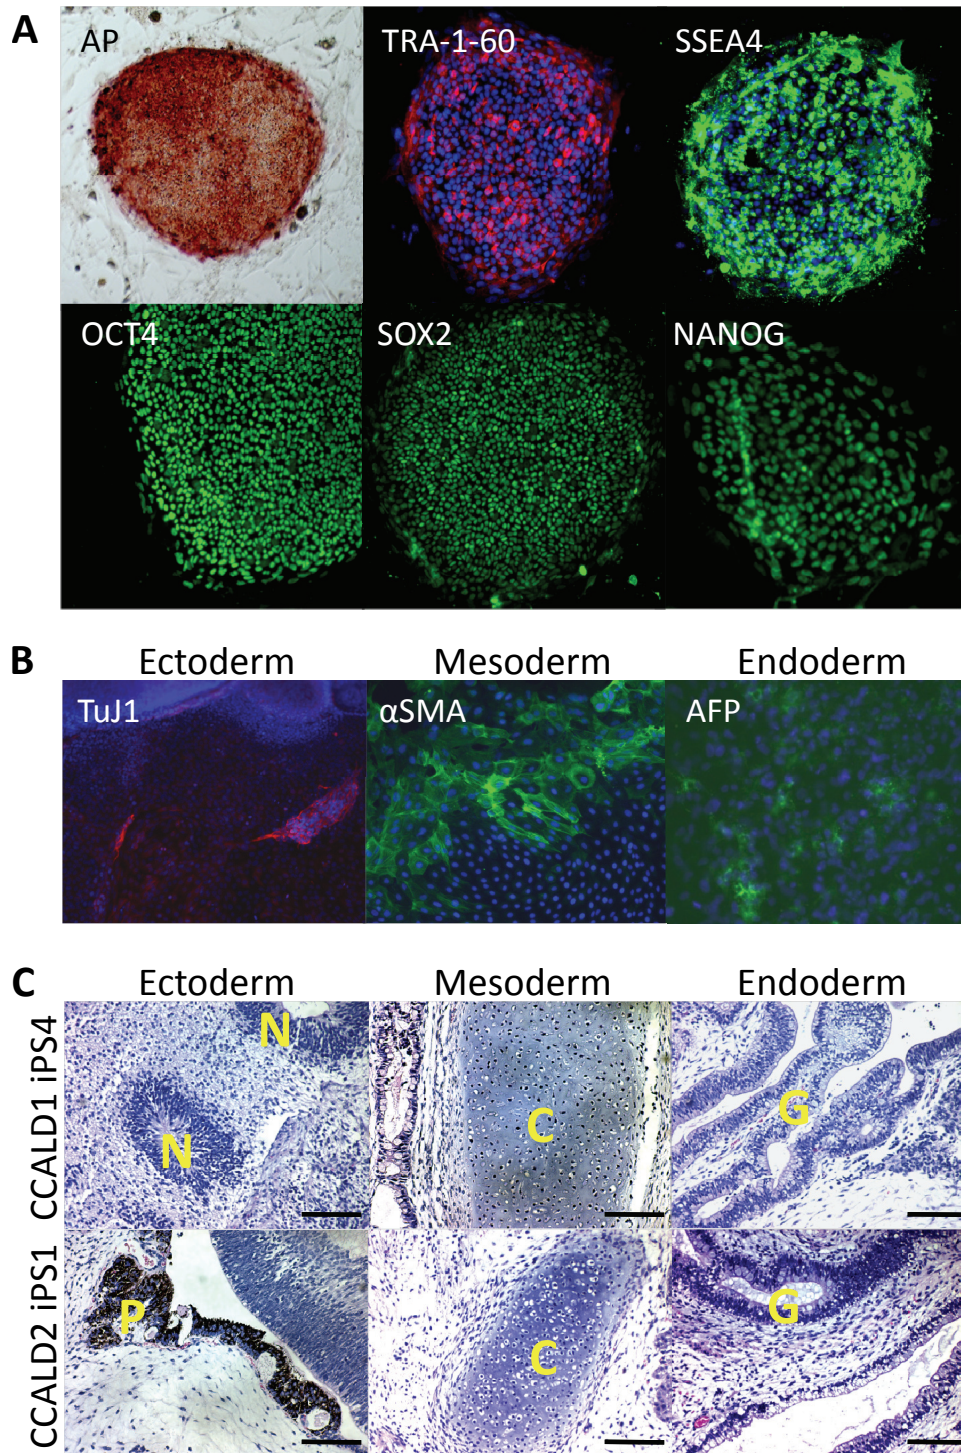 A
AP
TRA-1-60
SSEA4
OCT4
SOX2
NANOG
B
Ectoderm
Mesoderm
Endoderm
TuJ1
αSMA
AFP
C
Ectoderm
Mesoderm
Endoderm
CCALD1 iPS4
N
N
C
G
CCALD2 iPS1
P
C
G